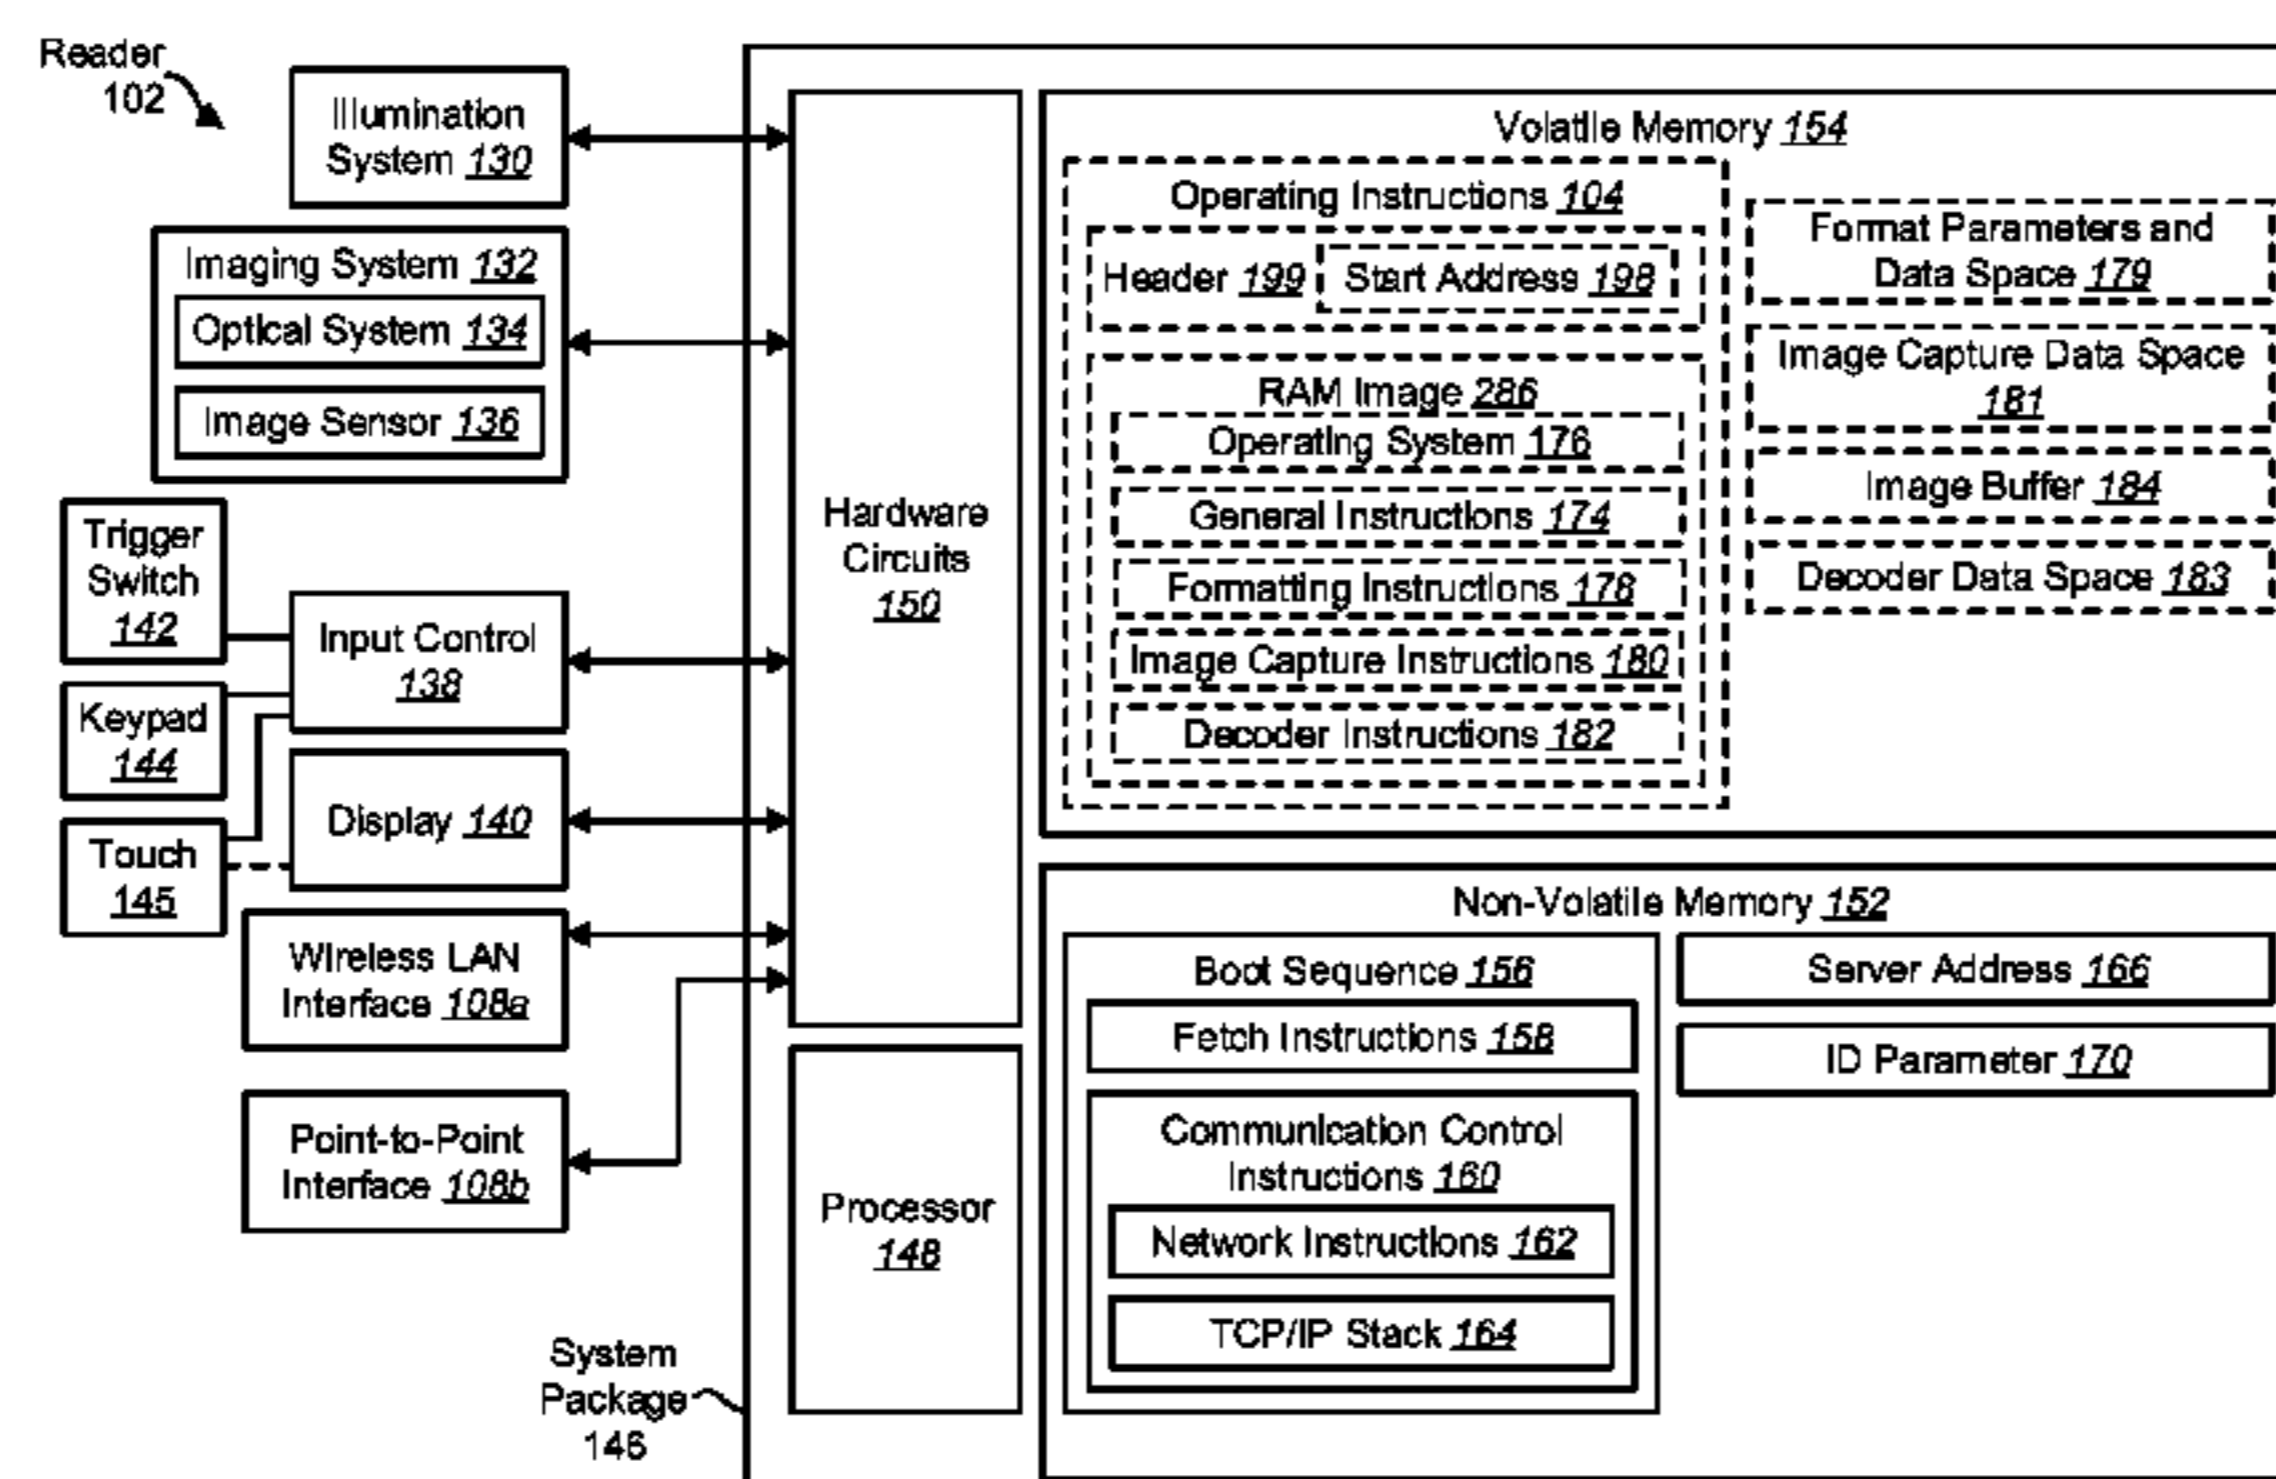 Reader
102
Illumination
System 130
Imaging System 132
Optical System 134
Image Sensor 136
Trigger
Switch
142
Keypad
144
Touch
145
Input Control
138
Display 140
Wireless LAN
Interface 108a
Point-to-Point
Interface 108b
System
Package
146
Hardware
Circuits
150
Processor
148
Volatile Memory 154
Operating Instructions 104
Header 199
Start Address 198
RAM Image 286
Operating System 176
General Instructions 174
Formatting Instructions 178
Image Capture Instructions 180
Decoder Instructions 182
Format Parameters and
Data Space 179
Image Capture Data Space
181
Image Buffer 184
Decoder Data Space 183
Non-Volatile Memory 152
Boot Sequence 156
Fetch Instructions 158
Communication Control
Instructions 160
Network Instructions 162
TCP/IP Stack 164
Server Address 166
ID Parameter 170